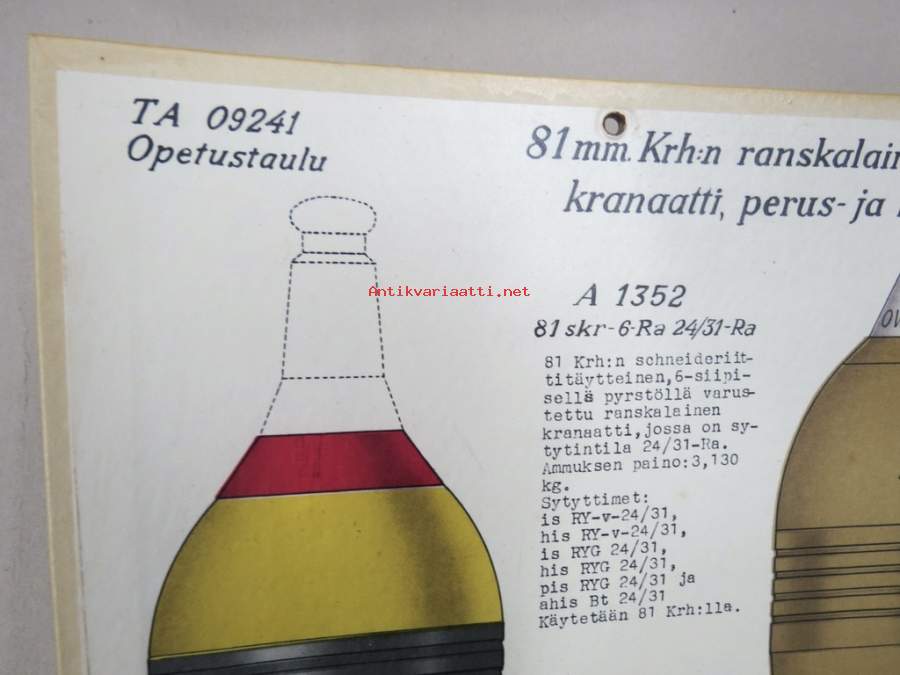 TA 09241
Opetustaulu
81 mm. Krh:n
kranaatti, perus- ja
Antikvariaatti.net
A 1352
81 skr-6-Ra 24/31-Ra
81 Krh:n schneideriit-
titäytteinen, 6-siipi-
sellä pyrstöllä varus-
tettu ranskalainen
kranaatti, jossa on sy-
tytintila 24/31-Ra.
Ammuksen paino: 3,130
kg.
Sytyttimet:
is RY-v-24/31,
his RY-v-24/31,
is RYG 24/31,
his RYG 24/31,
pis RYG 24/31 ja
ahis Bt 24/31
Käytetään 81 Krh:lla.